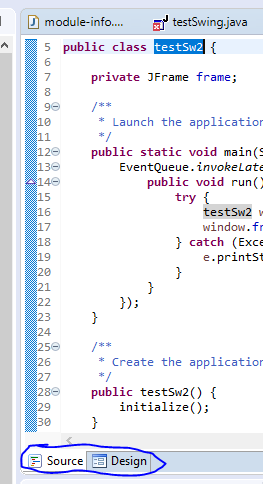 module-info....
testSwing.java
5 public class testSw2 {
6
7 private JFrame frame;
8
9 /**
10 * Launch the application
11 */
12 public static void main(S
13 EventQueue.invokeLate
14 public void run()
15 try {
16 testSw2 w
17 window.fr
18 } catch (Exce
19 e.printSt
20 }
21 }
22 });
23 }
24
25 /**
26 * Create the application
27 */
28 public testSw2() {
29 initialize();
30 }
Source Design